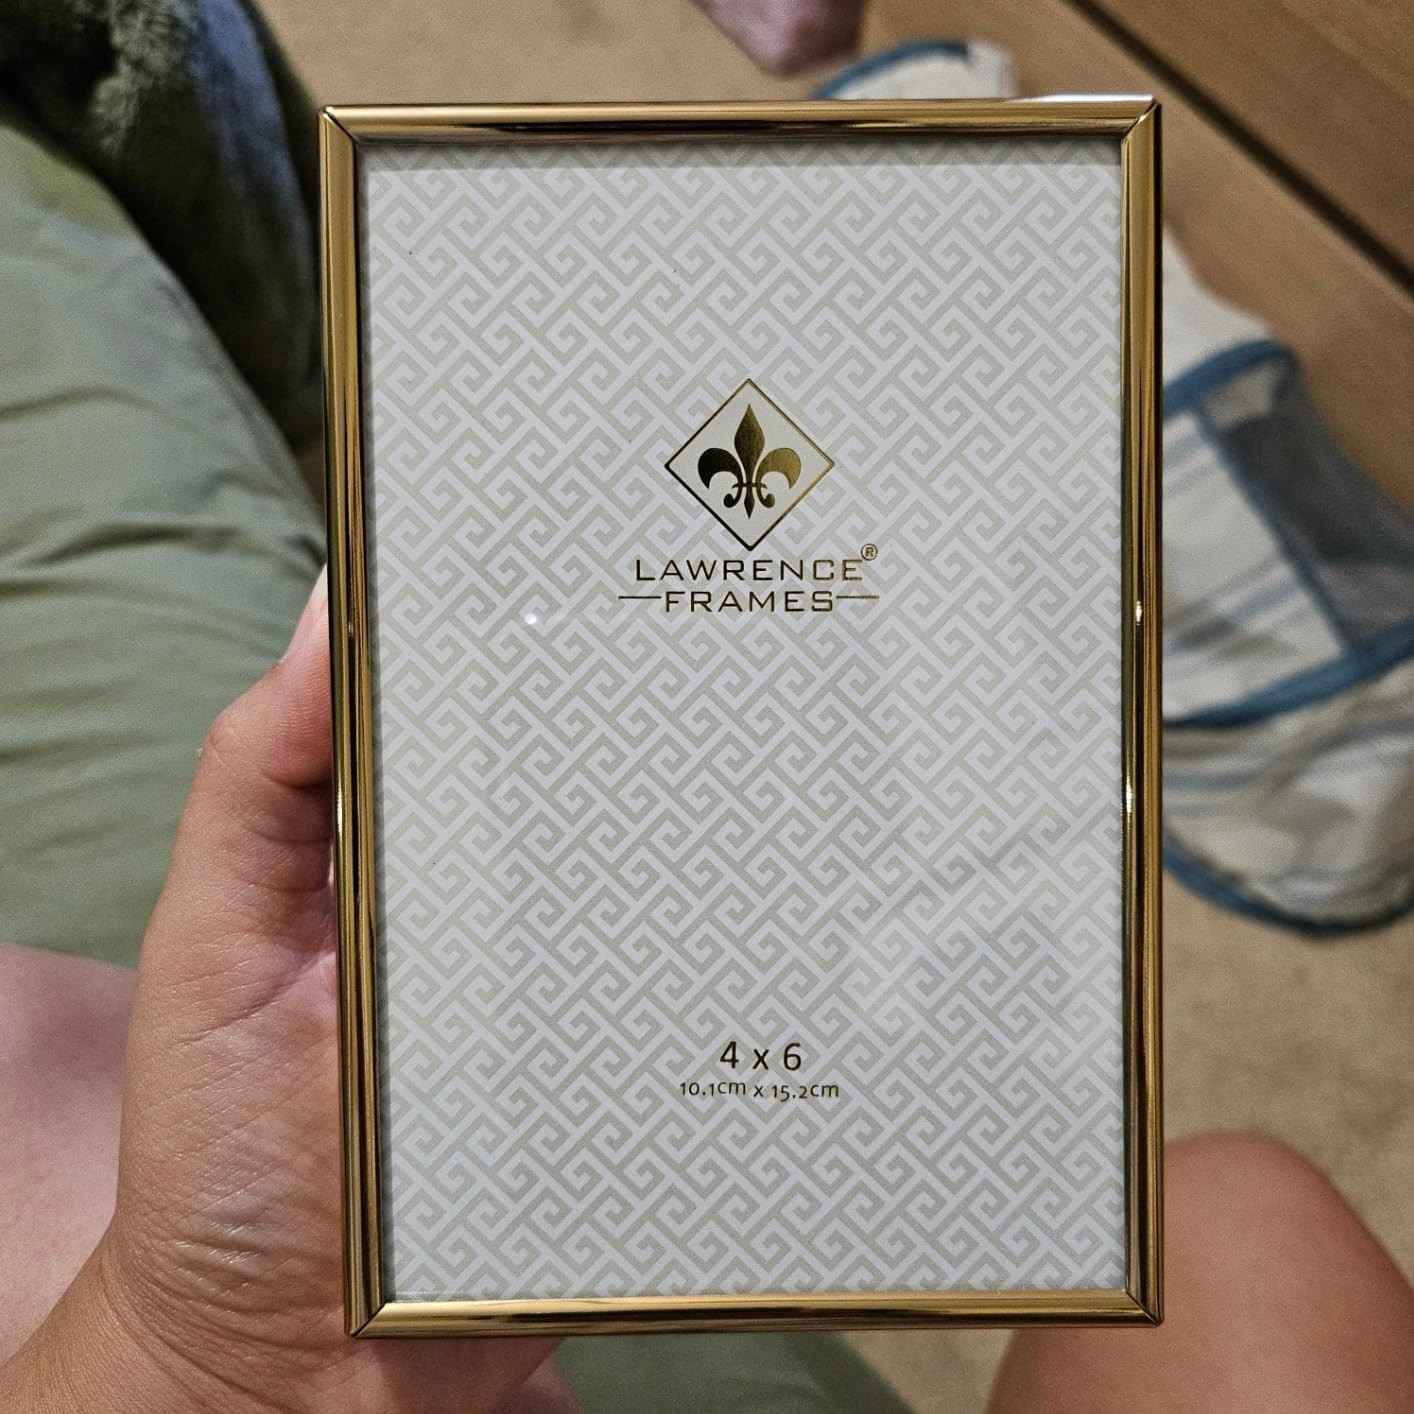 LAWRENCE®
FRAMES
4 x 6
10.1cm x 15.2cm